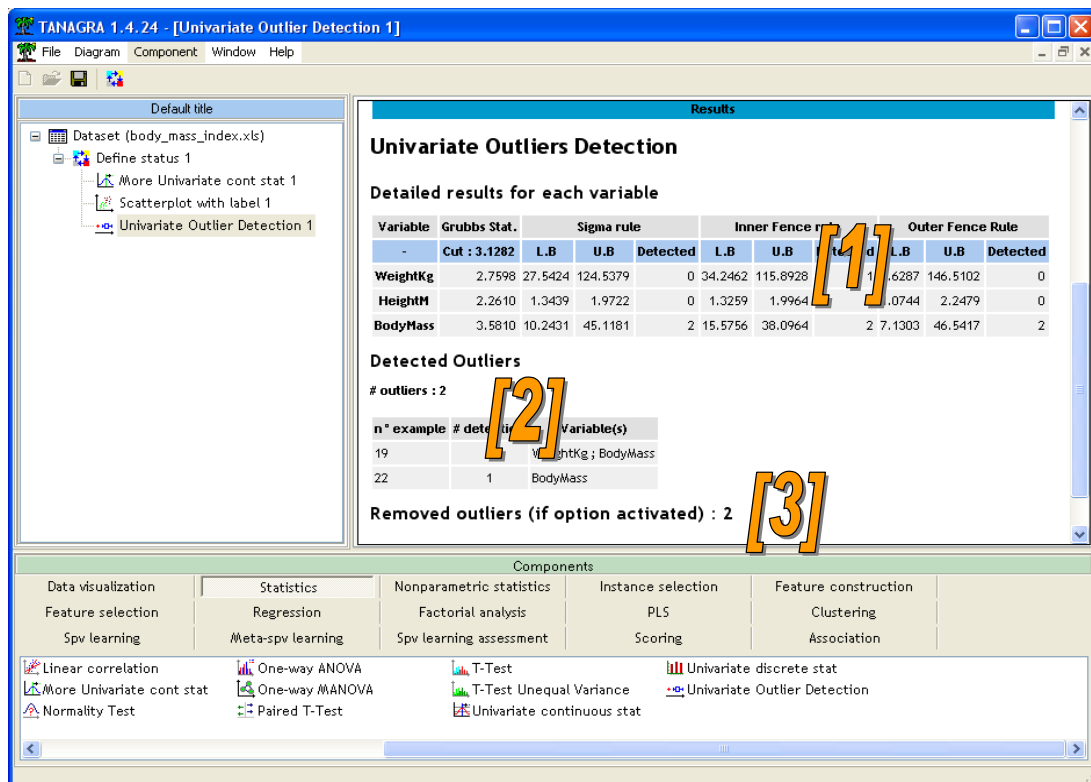 TANAGRA 1.4.24 - [Univariate Outlier Detection 1]
File Diagram Component Window Help
Default title
Dataset (body_mass_index.xls)
Define status 1
More Univariate cont stat 1
Scatterplot with label 1
Univariate Outlier Detection 1
Results
Univariate Outliers Detection
Detailed results for each variable
Variable Grubbs Stat. Sigma rule Inner Fence Outer Fence Rule
- Cut : 3.1282 L.B U.B Detected L.B U.B L.B U.B Detected
WeightKg 2.7598 27.5424 124.5379 0 34.2462 115.8928 1 146.5102 0
HeightM 2.2610 1.3439 1.9722 0 1.3259 1.9964 2.2479 0
BodyMass 3.5810 10.2431 45.1181 2 15.5756 38.0964 2 7.1303 46.5417 2
[1]
Detected Outliers
# outliers : 2
[2]
n° example # Variable(s)
19 BodyMass
22 1 BodyMass
Removed outliers (if option activated) : 2
[3]
Components
Data visualization Statistics Nonparametric statistics Instance selection Feature construction
Feature selection Regression Factorial analysis PLS Clustering
Spv learning Meta-spv learning Spv learning assessment Scoring Association
Linear correlation One-way ANOVA T-Test Univariate discrete stat
More Univariate cont stat One-way MANOVA T-Test Unequal Variance Univariate Outlier Detection
Normality Test Paired T-Test Univariate continuous stat